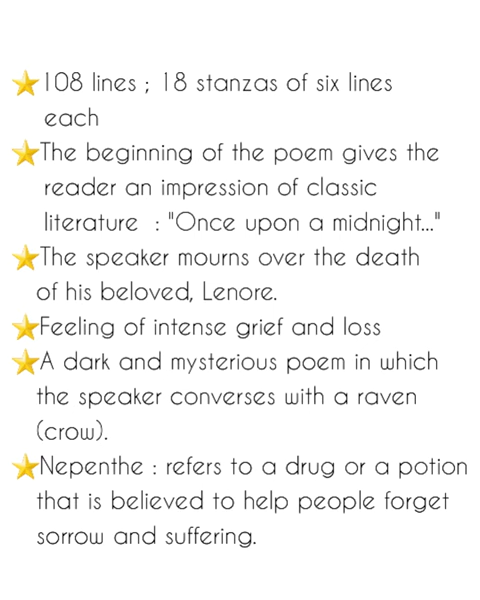 ⭐108 lines ; 18 stanzas of six lines
each
⭐The beginning of the poem gives the
reader an impression of classic
literature : "Once upon a midnight..."
⭐The speaker mourns over the death
of his beloved, Lenore.
⭐Feeling of intense grief and loss
⭐A dark and mysterious poem in which
the speaker converses with a raven
(crow).
⭐Nepenthe : refers to a drug or a potion
that is believed to help people forget
sorrow and suffering.